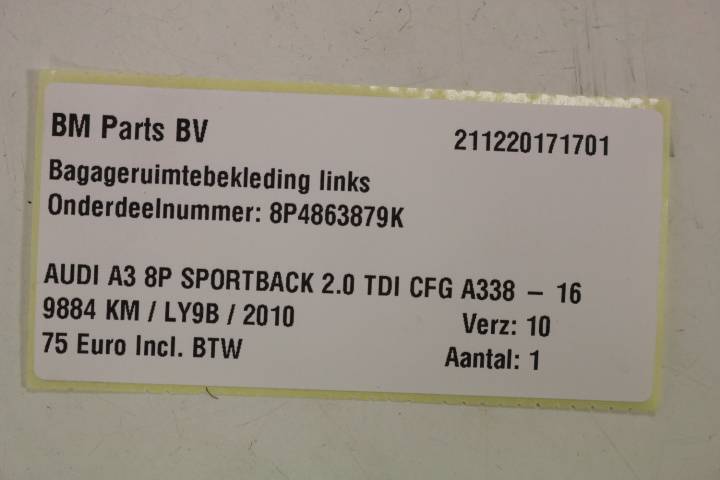 BM Parts BV 211220171701
Bagageruimtebekleding links
Onderdeelnummer: 8P4863879K
AUDI A3 8P SPORTBACK 2.0 TDI CFG A338 – 16
9884 KM / LY9B / 2010 Verz: 10
75 Euro Incl. BTW Aantal: 1